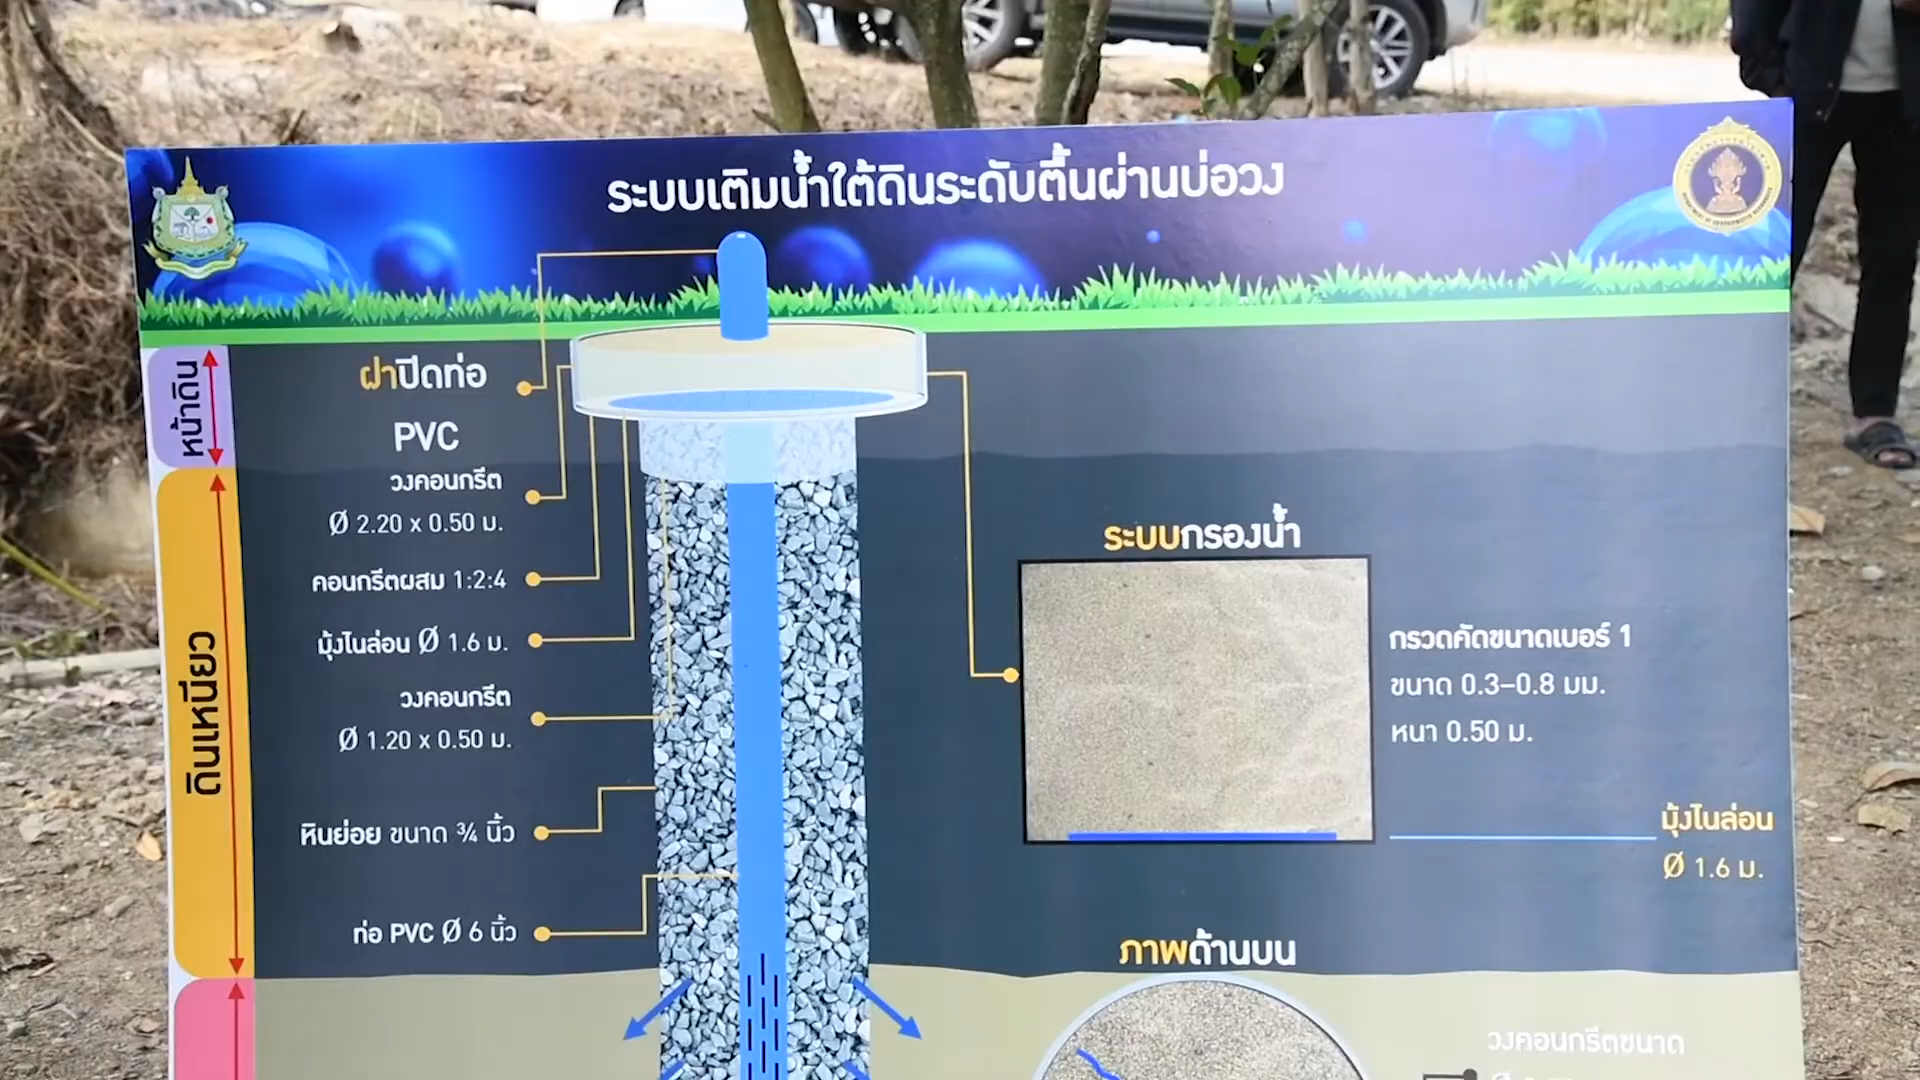 ระบบเติมน้ำใต้ดินระดับตื้นผ่านบ่อวง
หน้าดิน
ฝาปิดท่อ
PVC
วงคอนกรีต
Ø 2.20 x 0.50 ม.
คอนกรีตผสม 1:2:4
มุ้งไนล่อน Ø 1.6 ม.
วงคอนกรีต
Ø 1.20 x 0.50 ม.
หินย่อย ขนาด ¾ นิ้ว
ท่อ PVC Ø 6 นิ้ว
ดินเหนียว
ระบบกรองน้ำ
กรวดคัดขนาดเบอร์ 1
ขนาด 0.3–0.8 มม.
หนา 0.50 ม.
มุ้งไนล่อน
Ø 1.6 ม.
ภาพด้านบน
วงคอนกรีตขนาด